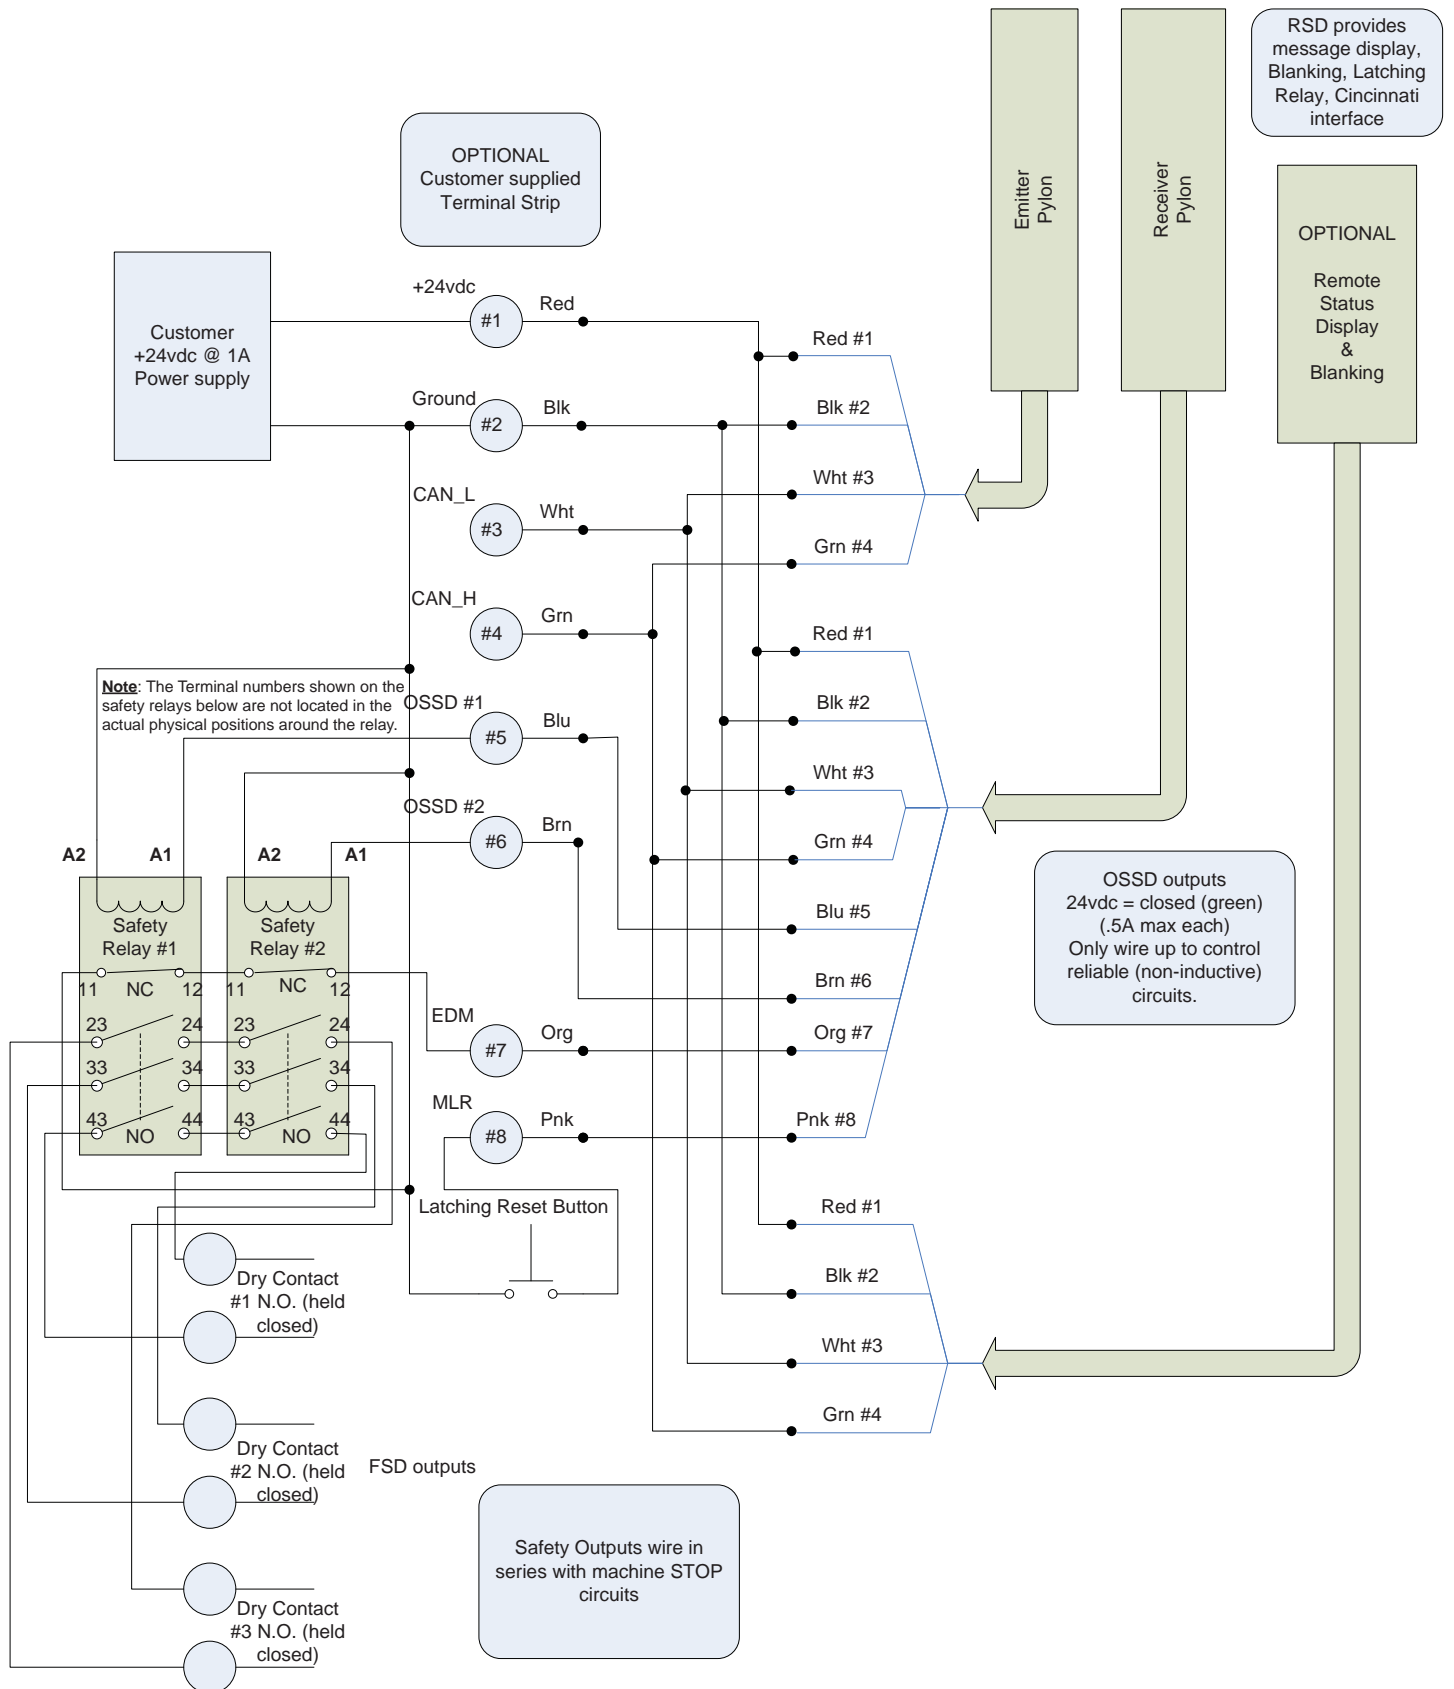 RSD provides
message display,
Blanking, Latching
Relay, Cincinnati
interface
OPTIONAL
Customer supplied
Terminal Strip
Emitter
Pylon
Receiver
Pylon
OPTIONAL
Remote
Status
Display
&
Blanking
Customer
+24vdc @ 1A
Power supply
+24vdc
#1
Red
Ground
#2
Blk
CAN_L
#3
Wht
CAN_H
#4
Grn
OSSD #1
#5
Blu
OSSD #2
#6
Brn
EDM
#7
Org
MLR
#8
Pnk
Red #1
Blk #2
Wht #3
Grn #4
Red #1
Blk #2
Wht #3
Grn #4
Blu #5
Brn #6
Org #7
Pnk #8
Red #1
Blk #2
Wht #3
Grn #4
Note: The Terminal numbers shown on the
safety relays below are not located in the
actual physical positions around the relay.
A2
A1
A2
A1
Safety
Relay #1
Safety
Relay #2
11
NC
12
11
NC
12
23
24
23
24
33
34
33
34
43
44
43
44
NO
NO
OSSD outputs
24vdc = closed (green)
(.5A max each)
Only wire up to control
reliable (non-inductive)
circuits.
Latching Reset Button
Dry Contact
#1 N.O. (held
closed)
Dry Contact
#2 N.O. (held
closed)
FSD outputs
Dry Contact
#3 N.O. (held
closed)
Safety Outputs wire in
series with machine STOP
circuits